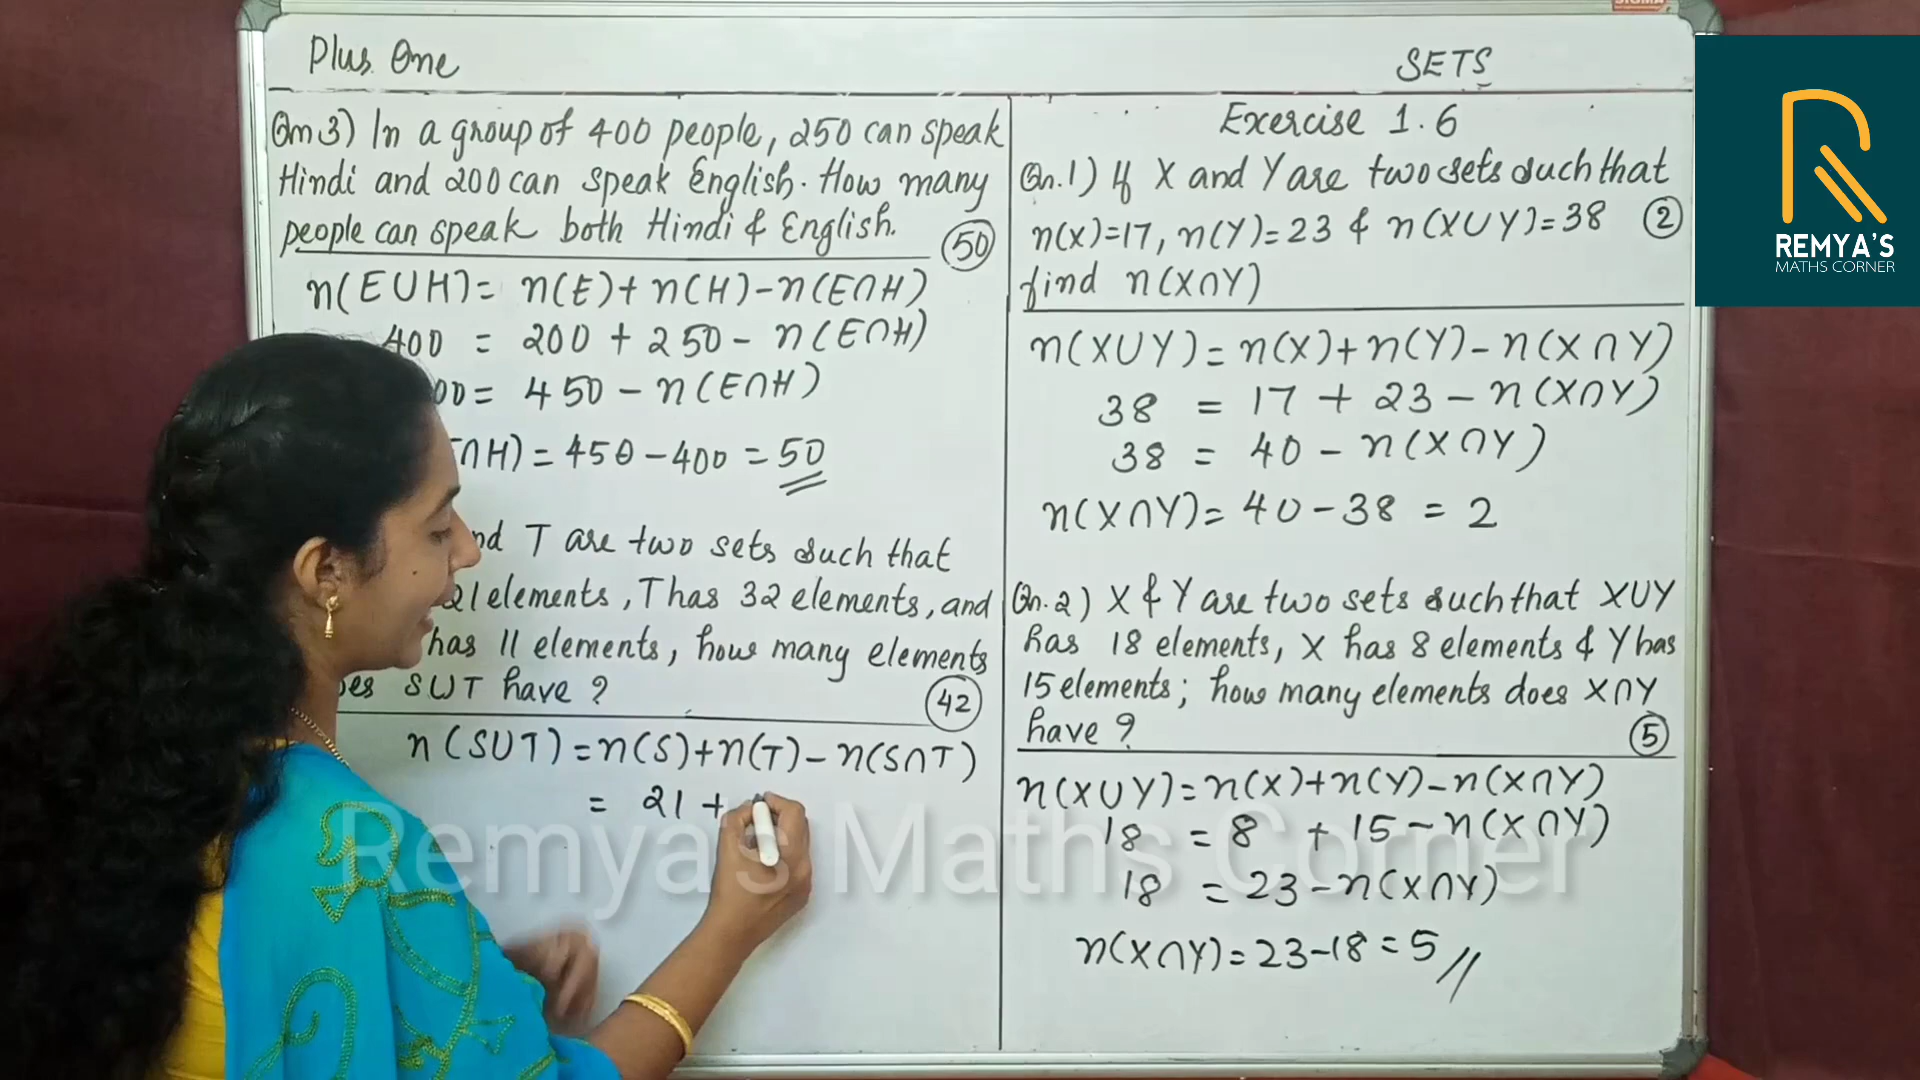 Plus One
SETS
Qn 3) In a group of 400 people, 250 can speak
Hindi and 200 can speak English. How many
people can speak both Hindi & English.
50
n(E∪H) = n(E)+n(H)-n(E∩H)
400 = 200 + 250 - n(E∩H)
00 = 450 - n(E∩H)
∩H) = 450 - 400 = 50
nd T are two sets such that
21 elements, T has 32 elements, and
has 11 elements, how many elements
es S∪T have ?
42
n(S∪T) = n(S)+n(T)-n(S∩T)
= 21 +
Exercise 1.6
Qn.1) If X and Y are two sets such that
n(X)=17, n(Y)=23 & n(X∪Y)=38
2
find n(X∩Y)
n(X∪Y) = n(X)+n(Y)-n(X∩Y)
38 = 17 + 23 - n(X∩Y)
38 = 40 - n(X∩Y)
n(X∩Y) = 40 - 38 = 2
Qn.2) X & Y are two sets such that X∪Y
has 18 elements, X has 8 elements & Y has
15 elements; how many elements does X∩Y
have ?
5
n(X∪Y) = n(X)+n(Y)-n(X∩Y)
18 = 8 + 15 - n(X∩Y)
18 = 23 - n(X∩Y)
n(X∩Y) = 23-18 = 5 //
REMYA'S
MATHS CORNER
Remya's Maths Corner